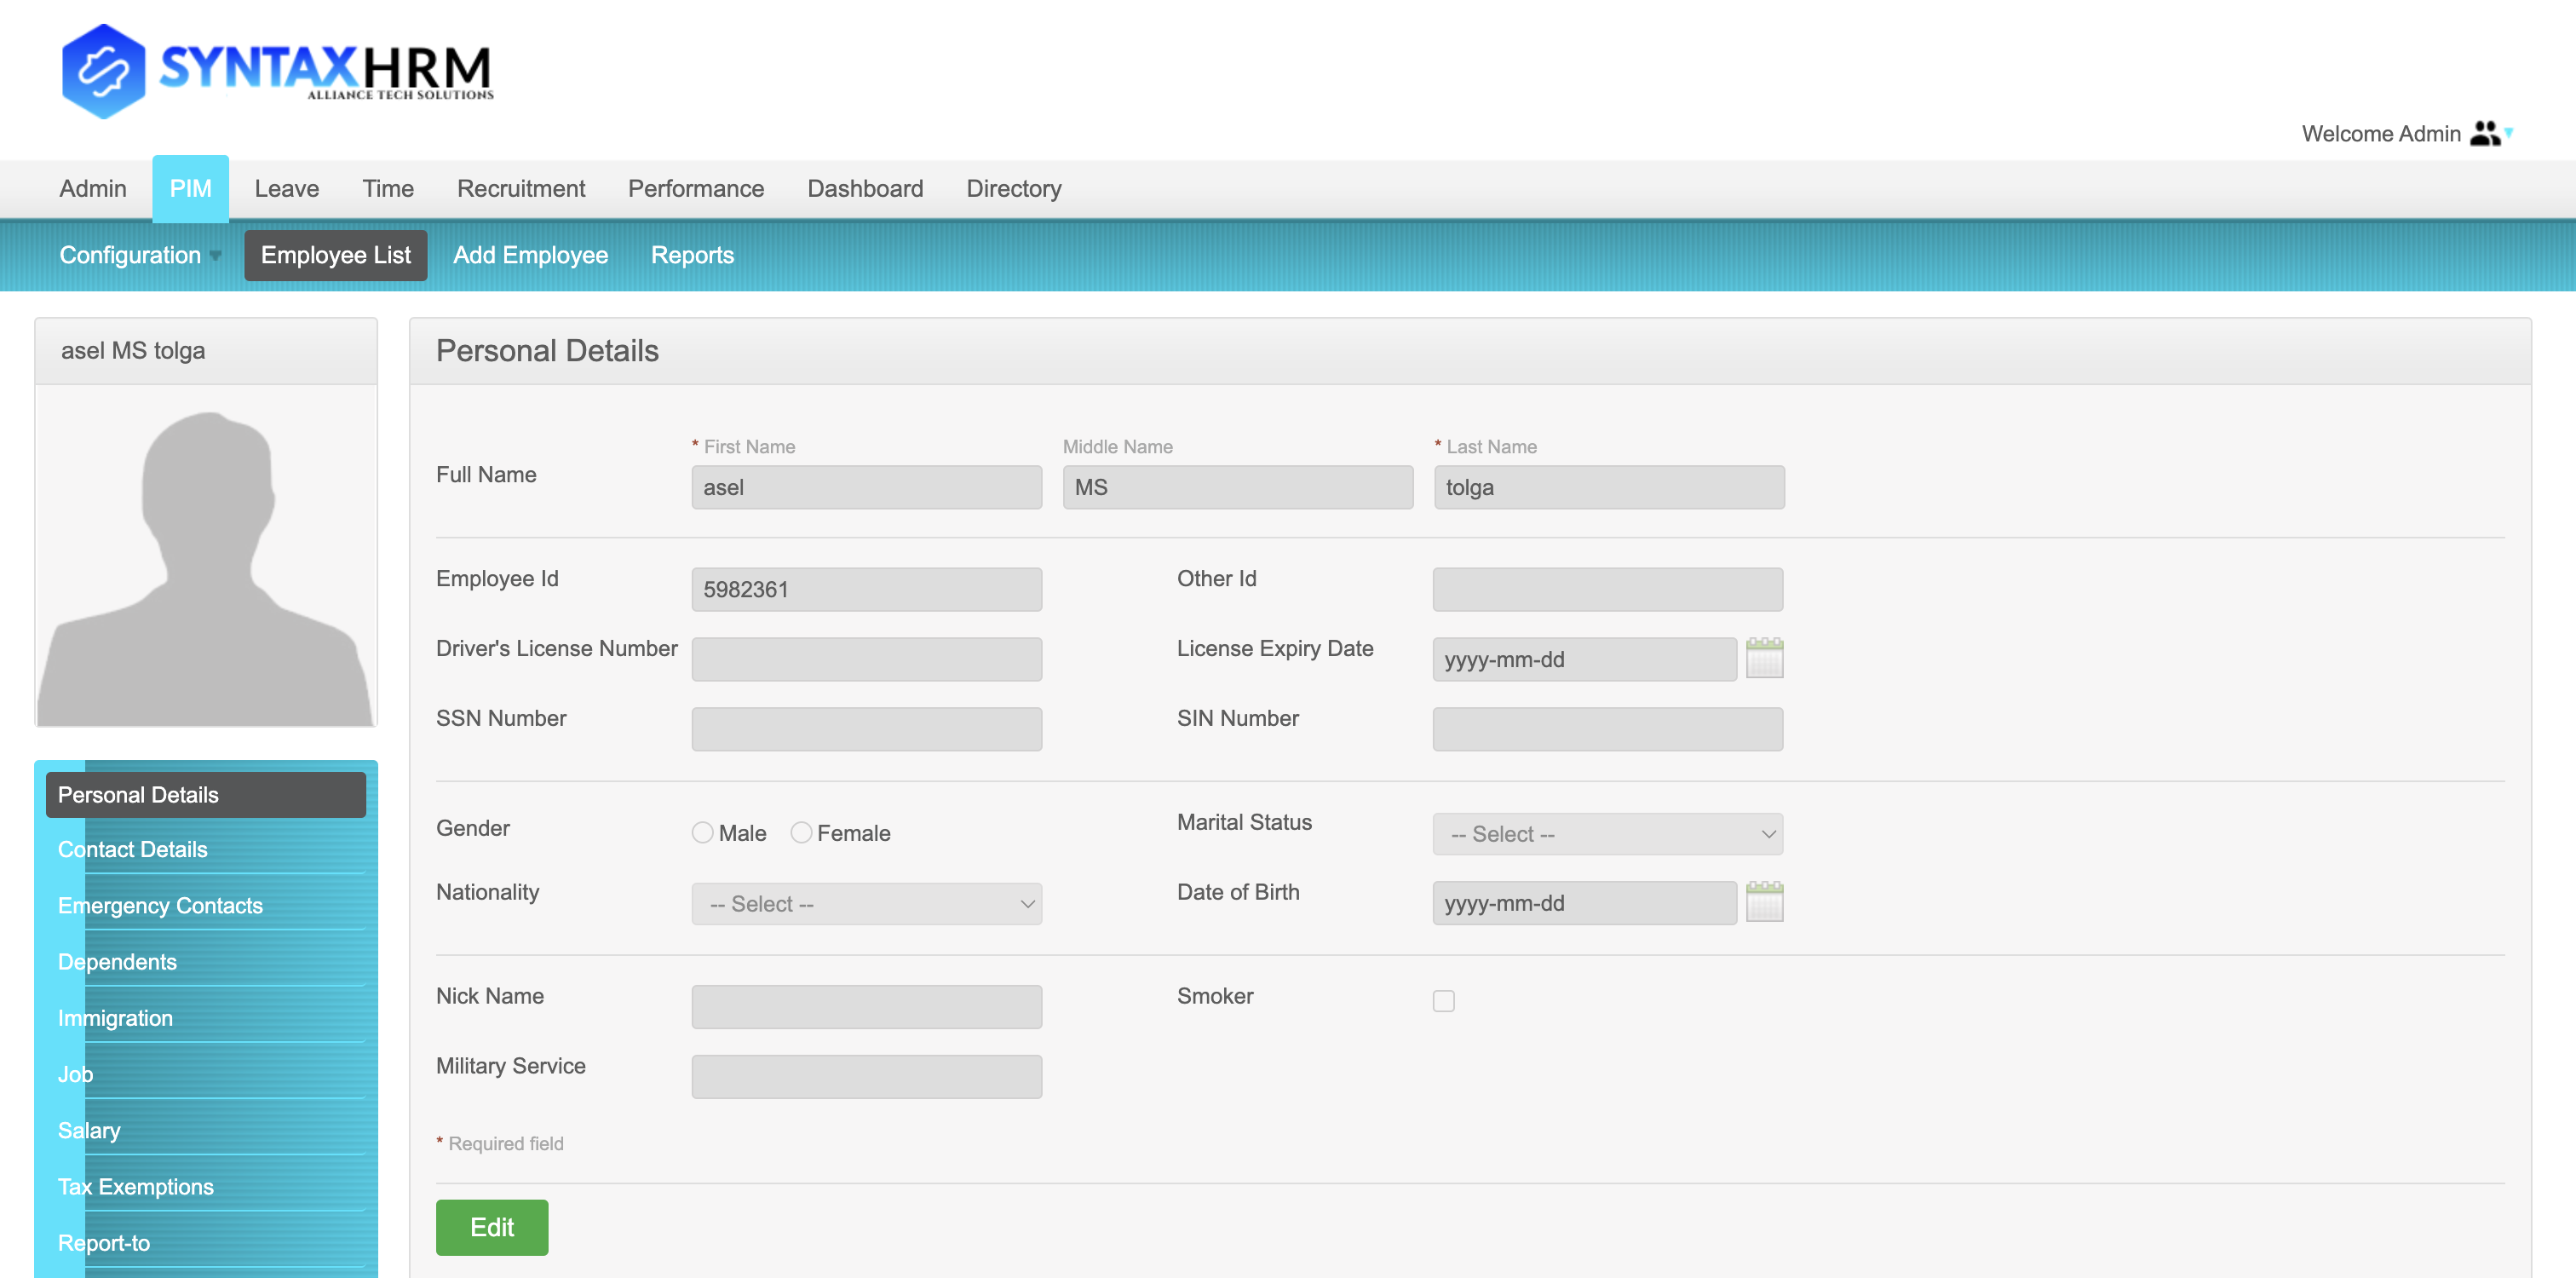 SYNTAXHRM
ALLIANCE TECH SOLUTIONS
Welcome Admin
Admin PIM Leave Time Recruitment Performance Dashboard Directory
Configuration Employee List Add Employee Reports
asel MS tolga
Personal Details
* First Name Middle Name * Last Name
Full Name asel MS tolga
Employee Id 5982361 Other Id
Driver's License Number License Expiry Date yyyy-mm-dd
SSN Number SIN Number
Gender Male Female Marital Status -- Select --
Nationality -- Select -- Date of Birth yyyy-mm-dd
Nick Name Smoker
Military Service
* Required field
Edit
Personal Details
Contact Details
Emergency Contacts
Dependents
Immigration
Job
Salary
Tax Exemptions
Report-to